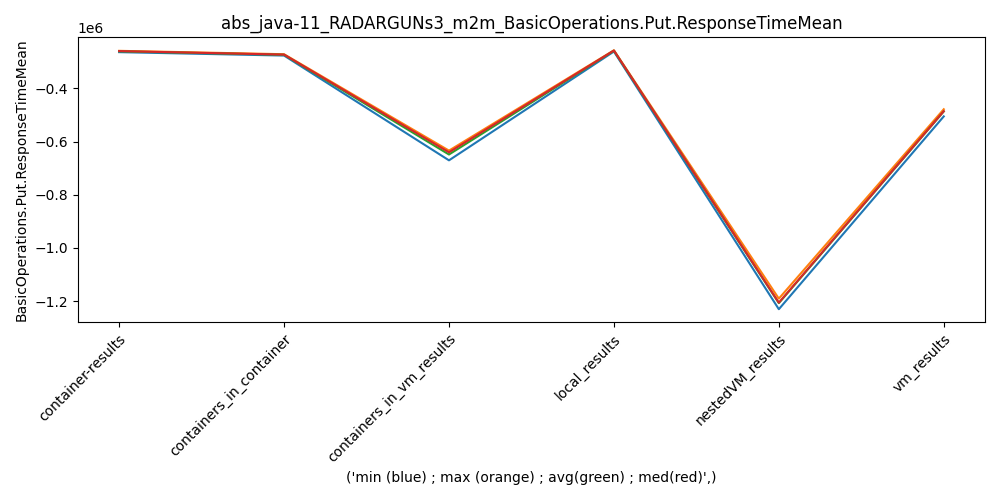 abs_java-11_RADARGUNs3_m2m_BasicOperations.Put.ResponseTimeMean
1e6
BasicOperations.Put.ResponseTimeMean
−0.4
−0.6
−0.8
−1.0
−1.2
container-results
containers_in_container
containers_in_vm_results
local_results
nestedVM_results
vm_results
('min (blue) ; max (orange) ; avg(green) ; med(red)',)